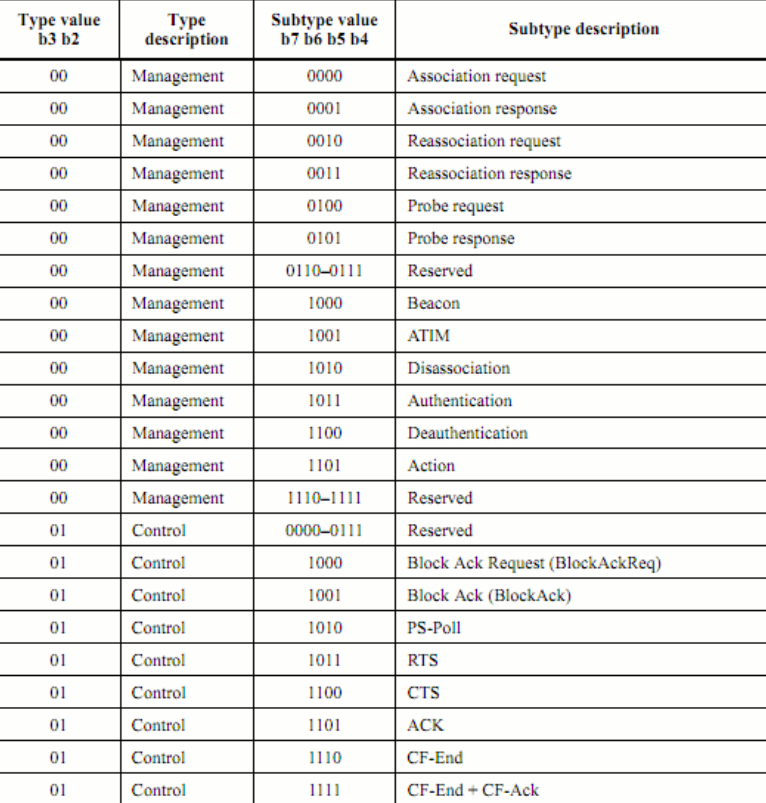 Type value b3 b2 Type description Subtype value b7 b6 b5 b4 Subtype description
00 Management 0000 Association request
00 Management 0001 Association response
00 Management 0010 Reassociation request
00 Management 0011 Reassociation response
00 Management 0100 Probe request
00 Management 0101 Probe response
00 Management 0110–0111 Reserved
00 Management 1000 Beacon
00 Management 1001 ATIM
00 Management 1010 Disassociation
00 Management 1011 Authentication
00 Management 1100 Deauthentication
00 Management 1101 Action
00 Management 1110–1111 Reserved
01 Control 0000–0111 Reserved
01 Control 1000 Block Ack Request (BlockAckReq)
01 Control 1001 Block Ack (BlockAck)
01 Control 1010 PS-Poll
01 Control 1011 RTS
01 Control 1100 CTS
01 Control 1101 ACK
01 Control 1110 CF-End
01 Control 1111 CF-End + CF-Ack